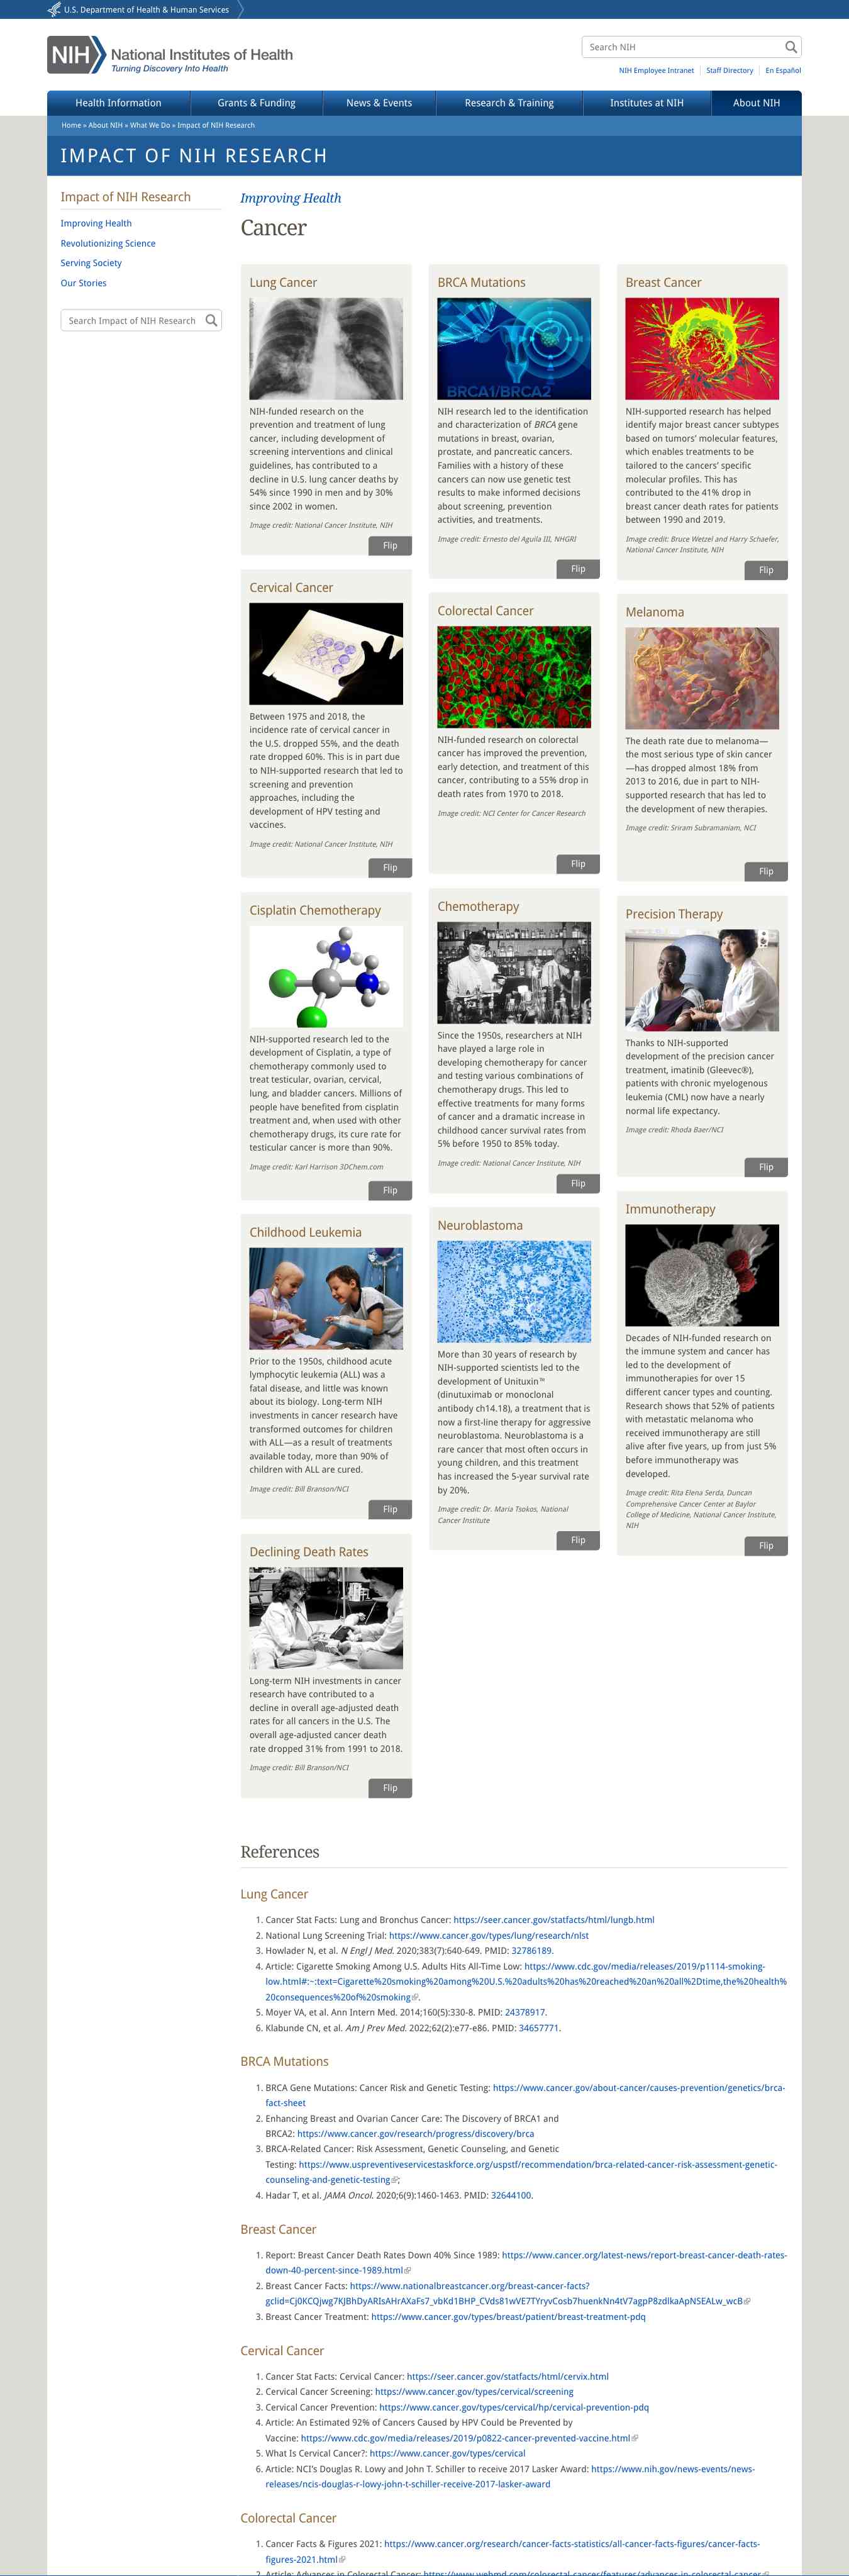 U.S. Department of Health & Human Services
NIH National Institutes of Health
Turning Discovery Into Health
Search NIH
NIH Employee Intranet Staff Directory En Español
Health Information Grants & Funding News & Events Research & Training Institutes at NIH About NIH
Home » About NIH » What We Do » Impact of NIH Research
IMPACT OF NIH RESEARCH
Impact of NIH Research
Improving Health
Revolutionizing Science
Serving Society
Our Stories
Search Impact of NIH Research
Improving Health
Cancer
Lung Cancer
NIH-funded research on the
prevention and treatment of lung
cancer, including development of
screening interventions and clinical
guidelines, has contributed to a
decline in U.S. lung cancer deaths by
54% since 1990 in men and by 30%
since 2002 in women.
Image credit: National Cancer Institute, NIH
Flip
Cervical Cancer
Between 1975 and 2018, the
incidence rate of cervical cancer in
the U.S. dropped 55%, and the death
rate dropped 60%. This is in part due
to NIH-supported research that led to
screening and prevention
approaches, including the
development of HPV testing and
vaccines.
Image credit: National Cancer Institute, NIH
Flip
Cisplatin Chemotherapy
NIH-supported research led to the
development of Cisplatin, a type of
chemotherapy commonly used to
treat testicular, ovarian, cervical,
lung, and bladder cancers. Millions of
people have benefited from cisplatin
treatment and, when used with other
chemotherapy drugs, its cure rate for
testicular cancer is more than 90%.
Image credit: Karl Harrison 3DChem.com
Flip
Childhood Leukemia
Prior to the 1950s, childhood acute
lymphocytic leukemia (ALL) was a
fatal disease, and little was known
about its biology. Long-term NIH
investments in cancer research have
transformed outcomes for children
with ALL—as a result of treatments
available today, more than 90% of
children with ALL are cured.
Image credit: Bill Branson/NCI
Flip
Declining Death Rates
Long-term NIH investments in cancer
research have contributed to a
decline in overall age-adjusted death
rates for all cancers in the U.S. The
overall age-adjusted cancer death
rate dropped 31% from 1991 to 2018.
Image credit: Bill Branson/NCI
Flip
BRCA Mutations
BRCA1/BRCA2
NIH research led to the identification
and characterization of BRCA gene
mutations in breast, ovarian,
prostate, and pancreatic cancers.
Families with a history of these
cancers can now use genetic test
results to make informed decisions
about screening, prevention
activities, and treatments.
Image credit: Ernesto del Aguila III, NHGRI
Flip
Colorectal Cancer
NIH-funded research on colorectal
cancer has improved the prevention,
early detection, and treatment of this
cancer, contributing to a 55% drop in
death rates from 1970 to 2018.
Image credit: NCI Center for Cancer Research
Flip
Chemotherapy
Since the 1950s, researchers at NIH
have played a large role in
developing chemotherapy for cancer
and testing various combinations of
chemotherapy drugs. This led to
effective treatments for many forms
of cancer and a dramatic increase in
childhood cancer survival rates from
5% before 1950 to 85% today.
Image credit: National Cancer Institute, NIH
Flip
Neuroblastoma
More than 30 years of research by
NIH-supported scientists led to the
development of Unituxin™
(dinutuximab or monoclonal
antibody ch14.18), a treatment that is
now a first-line therapy for aggressive
neuroblastoma. Neuroblastoma is a
rare cancer that most often occurs in
young children, and this treatment
has increased the 5-year survival rate
by 20%.
Image credit: Dr. Maria Tsokos, National
Cancer Institute
Flip
Breast Cancer
NIH-supported research has helped
identify major breast cancer subtypes
based on tumors’ molecular features,
which enables treatments to be
tailored to the cancers’ specific
molecular profiles. This has
contributed to the 41% drop in
breast cancer death rates for patients
between 1990 and 2019.
Image credit: Bruce Wetzel and Harry Schaefer,
National Cancer Institute, NIH
Flip
Melanoma
The death rate due to melanoma—
the most serious type of skin cancer
—has dropped almost 18% from
2013 to 2016, due in part to NIH-
supported research that has led to
the development of new therapies.
Image credit: Sriram Subramaniam, NCI
Flip
Precision Therapy
Thanks to NIH-supported
development of the precision cancer
treatment, imatinib (Gleevec®),
patients with chronic myelogenous
leukemia (CML) now have a nearly
normal life expectancy.
Image credit: Rhoda Baer/NCI
Flip
Immunotherapy
Decades of NIH-funded research on
the immune system and cancer has
led to the development of
immunotherapies for over 15
different cancer types and counting.
Research shows that 52% of patients
with metastatic melanoma who
received immunotherapy are still
alive after five years, up from just 5%
before immunotherapy was
developed.
Image credit: Rita Elena Serda, Duncan
Comprehensive Cancer Center at Baylor
College of Medicine, National Cancer Institute,
NIH
Flip
References
Lung Cancer
1. Cancer Stat Facts: Lung and Bronchus Cancer: https://seer.cancer.gov/statfacts/html/lungb.html
2. National Lung Screening Trial: https://www.cancer.gov/types/lung/research/nlst
3. Howlader N, et al. N Engl J Med. 2020;383(7):640-649. PMID: 32786189.
4. Article: Cigarette Smoking Among U.S. Adults Hits All-Time Low: https://www.cdc.gov/media/releases/2019/p1114-smoking-
low.html#:~:text=Cigarette%20smoking%20among%20U.S.%20adults%20has%20reached%20an%20all%2Dtime,the%20health%
20consequences%20of%20smoking.
5. Moyer VA, et al. Ann Intern Med. 2014;160(5):330-8. PMID: 24378917.
6. Klabunde CN, et al. Am J Prev Med. 2022;62(2):e77-e86. PMID: 34657771.
BRCA Mutations
1. BRCA Gene Mutations: Cancer Risk and Genetic Testing: https://www.cancer.gov/about-cancer/causes-prevention/genetics/brca-
fact-sheet
2. Enhancing Breast and Ovarian Cancer Care: The Discovery of BRCA1 and
BRCA2: https://www.cancer.gov/research/progress/discovery/brca
3. BRCA-Related Cancer: Risk Assessment, Genetic Counseling, and Genetic
Testing: https://www.uspreventiveservicestaskforce.org/uspstf/recommendation/brca-related-cancer-risk-assessment-genetic-
counseling-and-genetic-testing;
4. Hadar T, et al. JAMA Oncol. 2020;6(9):1460-1463. PMID: 32644100.
Breast Cancer
1. Report: Breast Cancer Death Rates Down 40% Since 1989: https://www.cancer.org/latest-news/report-breast-cancer-death-rates-
down-40-percent-since-1989.html
2. Breast Cancer Facts: https://www.nationalbreastcancer.org/breast-cancer-facts?
gclid=Cj0KCQjwg7KJBhDyARIsAHrAXaFs7_vbKd1BHP_CVds81wVE7TYryvCosb7huenkNn4tV7agpP8zdlkaApNSEALw_wcB
3. Breast Cancer Treatment: https://www.cancer.gov/types/breast/patient/breast-treatment-pdq
Cervical Cancer
1. Cancer Stat Facts: Cervical Cancer: https://seer.cancer.gov/statfacts/html/cervix.html
2. Cervical Cancer Screening: https://www.cancer.gov/types/cervical/screening
3. Cervical Cancer Prevention: https://www.cancer.gov/types/cervical/hp/cervical-prevention-pdq
4. Article: An Estimated 92% of Cancers Caused by HPV Could be Prevented by
Vaccine: https://www.cdc.gov/media/releases/2019/p0822-cancer-prevented-vaccine.html
5. What Is Cervical Cancer?: https://www.cancer.gov/types/cervical
6. Article: NCI’s Douglas R. Lowy and John T. Schiller to receive 2017 Lasker Award: https://www.nih.gov/news-events/news-
releases/ncis-douglas-r-lowy-john-t-schiller-receive-2017-lasker-award
Colorectal Cancer
1. Cancer Facts & Figures 2021: https://www.cancer.org/research/cancer-facts-statistics/all-cancer-facts-figures/cancer-facts-
figures-2021.html
2. Article: Advances in Colorectal Cancer: https://www.webmd.com/colorectal-cancer/features/advances-in-colorectal-cancer